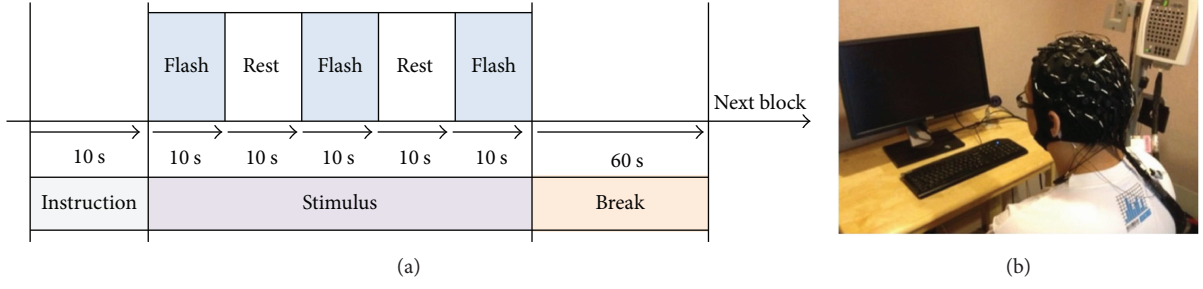 Flash Rest Flash Rest Flash
Next block
10 s 10 s 10 s 10 s 10 s 10 s 60 s
Instruction Stimulus Break
(a) (b)